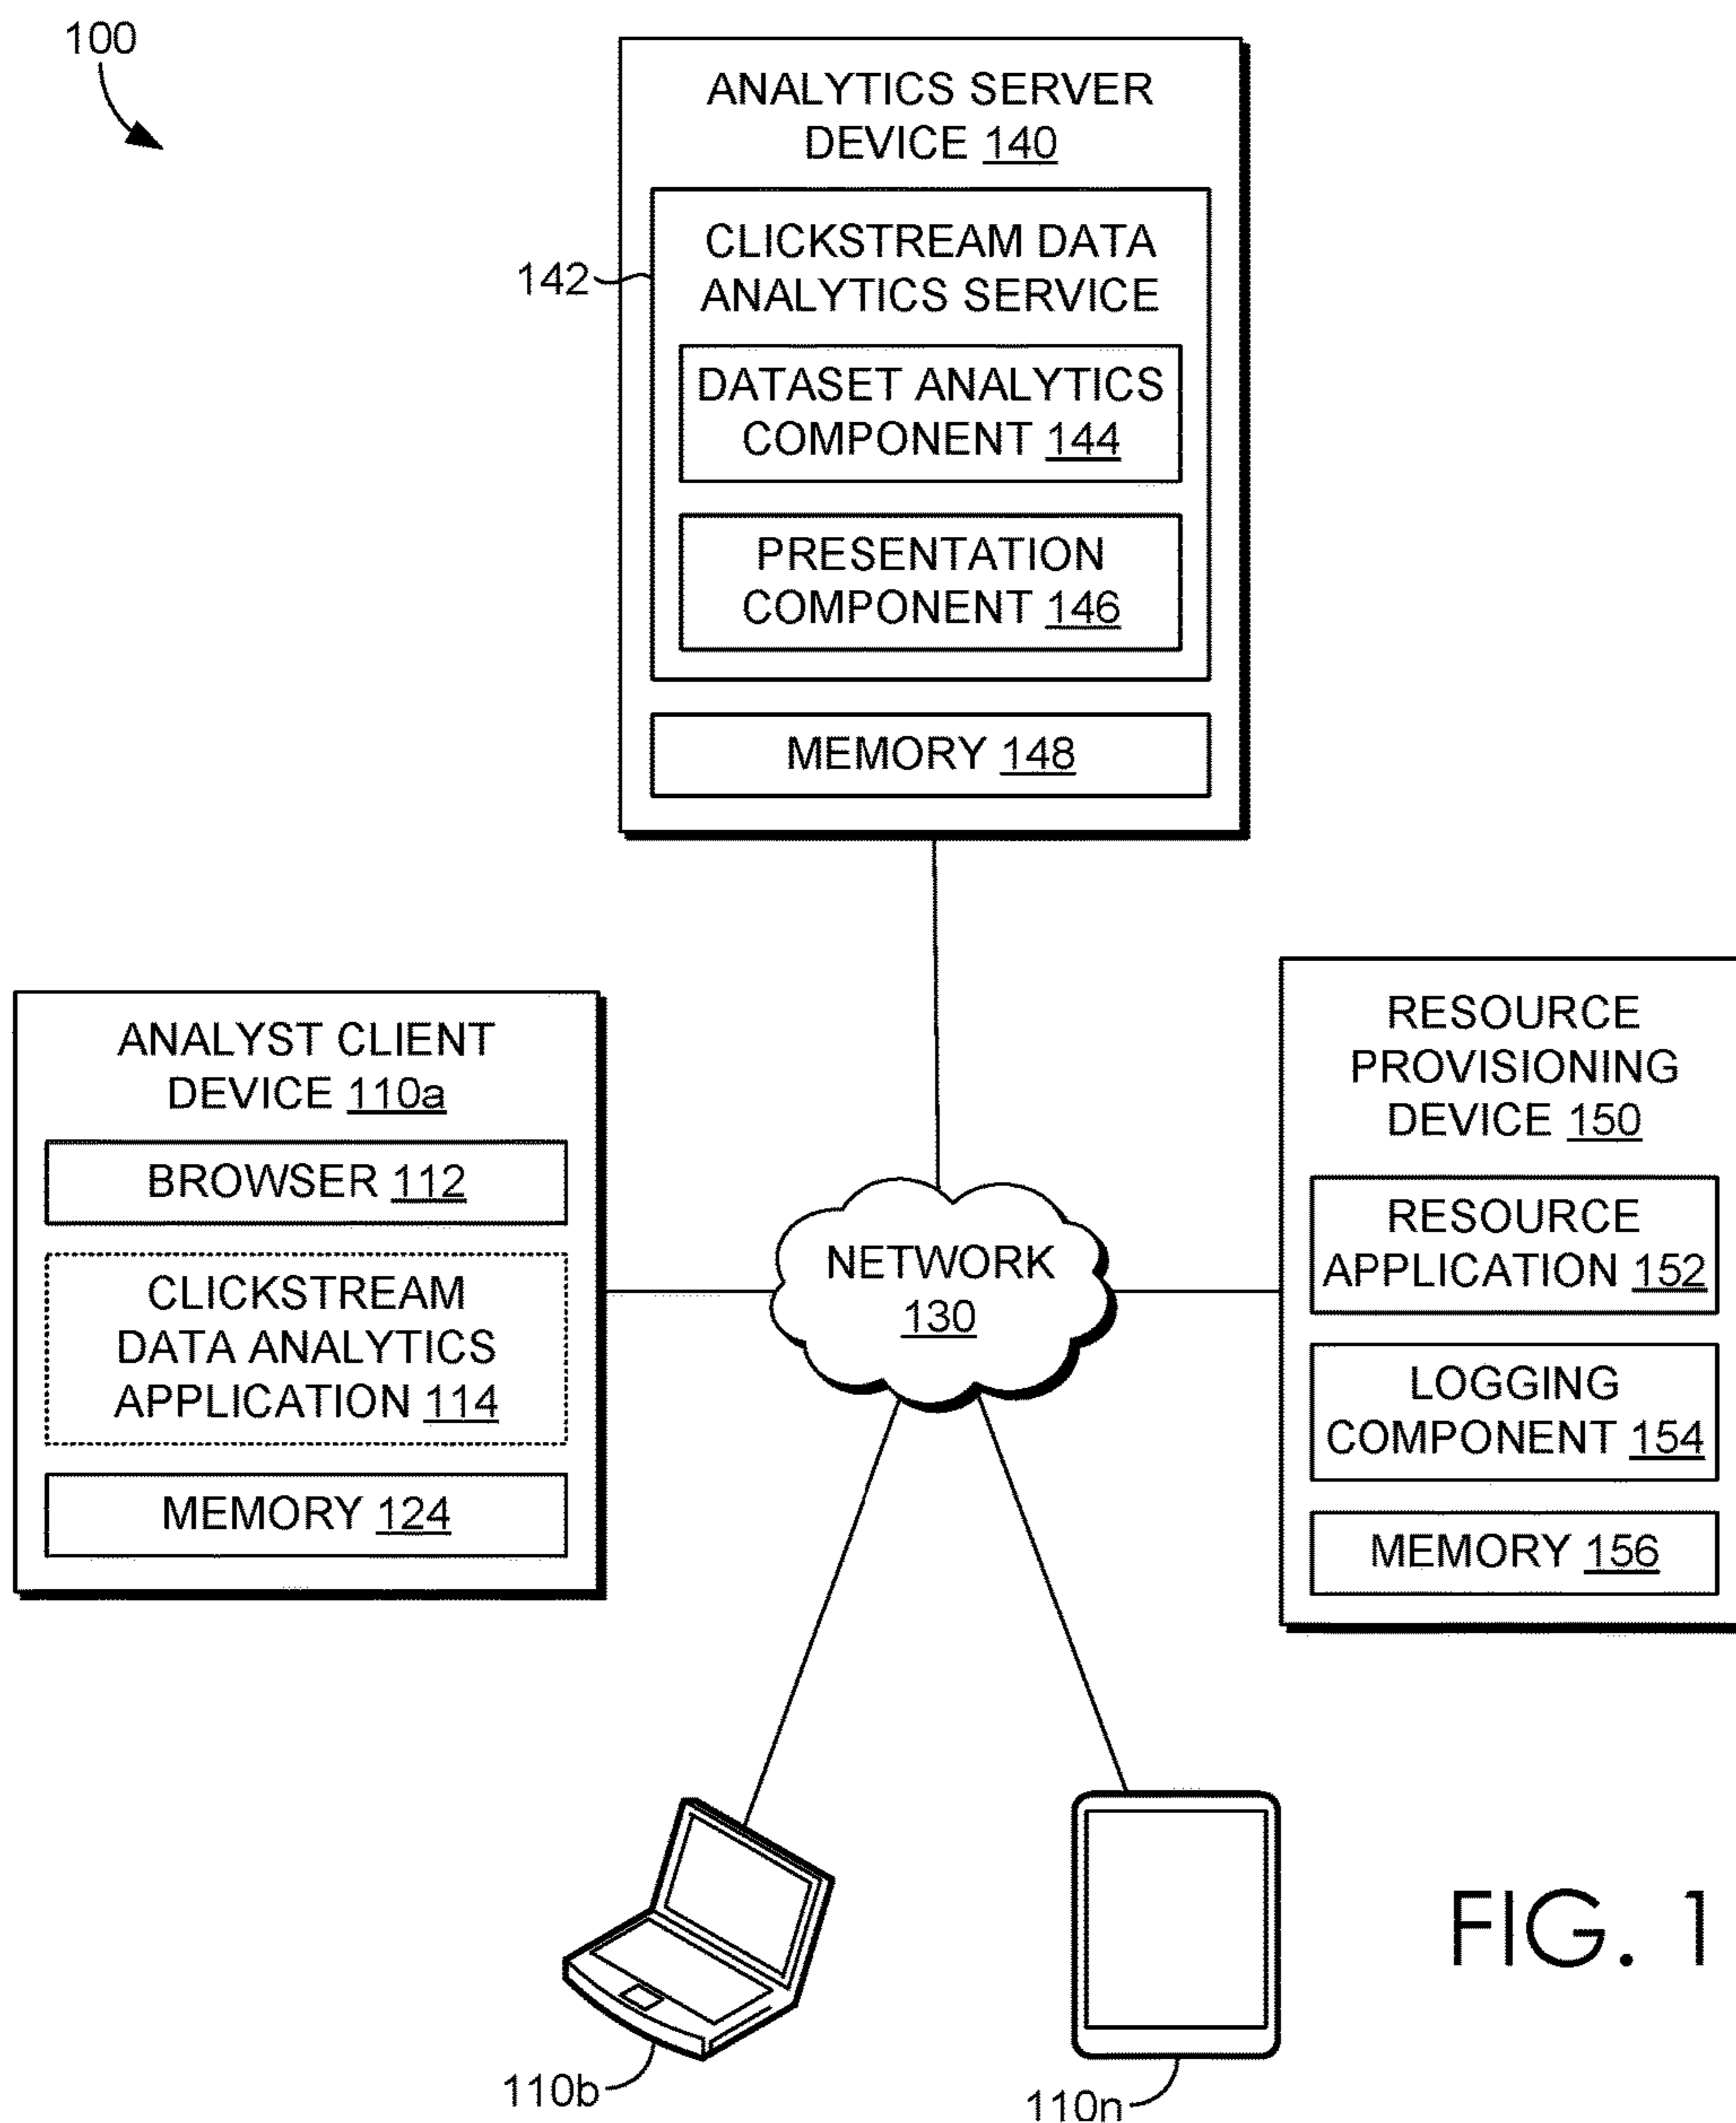 100
ANALYTICS SERVER
DEVICE 140
142
CLICKSTREAM DATA
ANALYTICS SERVICE
DATASET ANALYTICS
COMPONENT 144
PRESENTATION
COMPONENT 146
MEMORY 148
ANALYST CLIENT
DEVICE 110a
BROWSER 112
CLICKSTREAM
DATA ANALYTICS
APPLICATION 114
MEMORY 124
NETWORK
130
RESOURCE
PROVISIONING
DEVICE 150
RESOURCE
APPLICATION 152
LOGGING
COMPONENT 154
MEMORY 156
110b
110n
FIG. 1